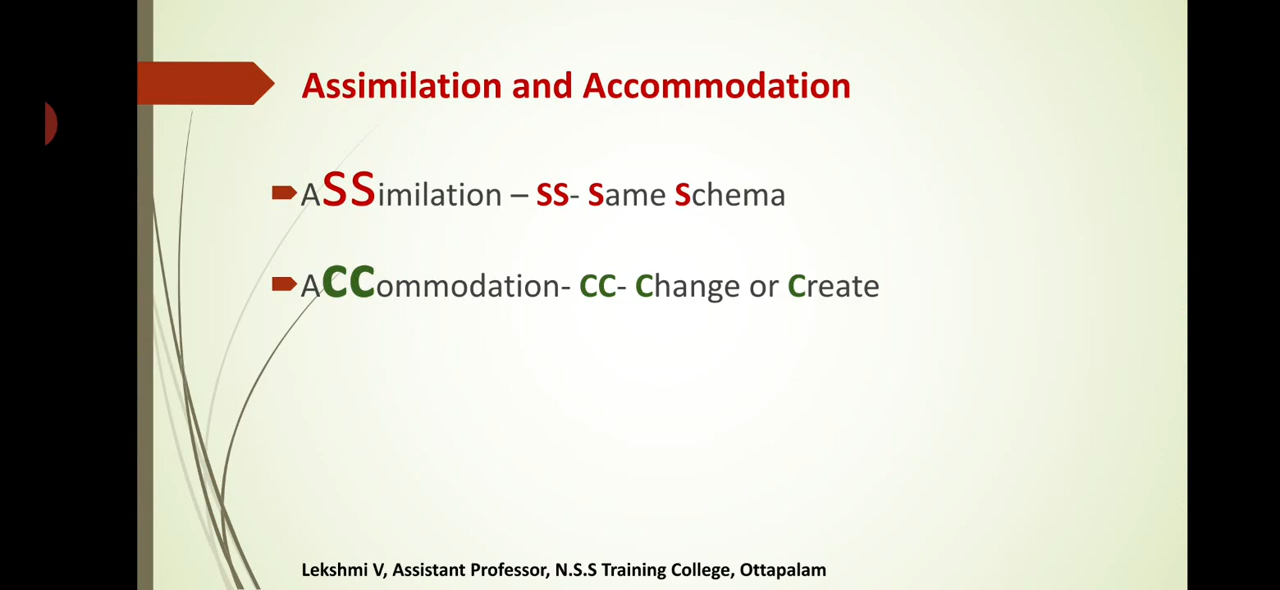 Assimilation and Accommodation
ASSimilation – SS- Same Schema
ACCommodation- CC- Change or Create
Lekshmi V, Assistant Professor, N.S.S Training College, Ottapalam